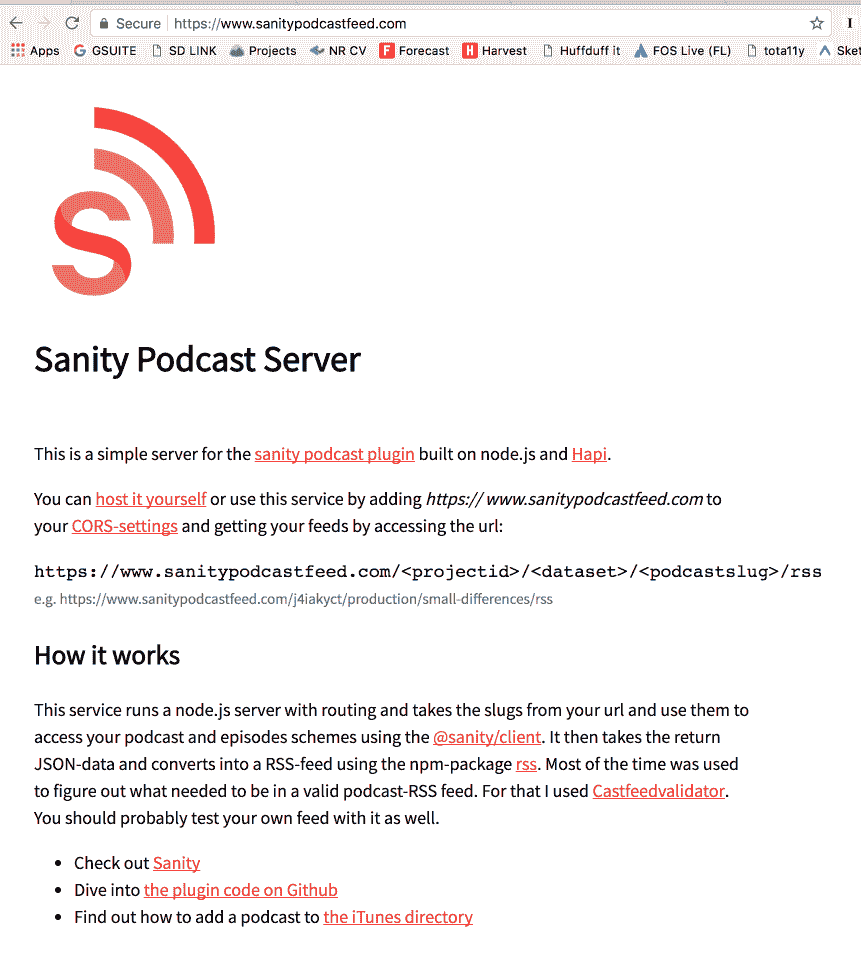 Secure https://www.sanitypodcastfeed.com
Apps GSUITE SD LINK Projects NR CV Forecast Harvest Huffduff it FOS Live (FL) tota11y Sket
Sanity Podcast Server
This is a simple server for the sanity podcast plugin built on node.js and Hapi.
You can host it yourself or use this service by adding https:// www.sanitypodcastfeed.com to
your CORS-settings and getting your feeds by accessing the url:
https://www.sanitypodcastfeed.com/<projectid>/<dataset>/<podcastslug>/rss
e.g. https://www.sanitypodcastfeed.com/j4iakyct/production/small-differences/rss
How it works
This service runs a node.js server with routing and takes the slugs from your url and use them to
access your podcast and episodes schemes using the @sanity/client. It then takes the return
JSON-data and converts into a RSS-feed using the npm-package rss. Most of the time was used
to figure out what needed to be in a valid podcast-RSS feed. For that I used Castfeedvalidator.
You should probably test your own feed with it as well.
• Check out Sanity
• Dive into the plugin code on Github
• Find out how to add a podcast to the iTunes directory